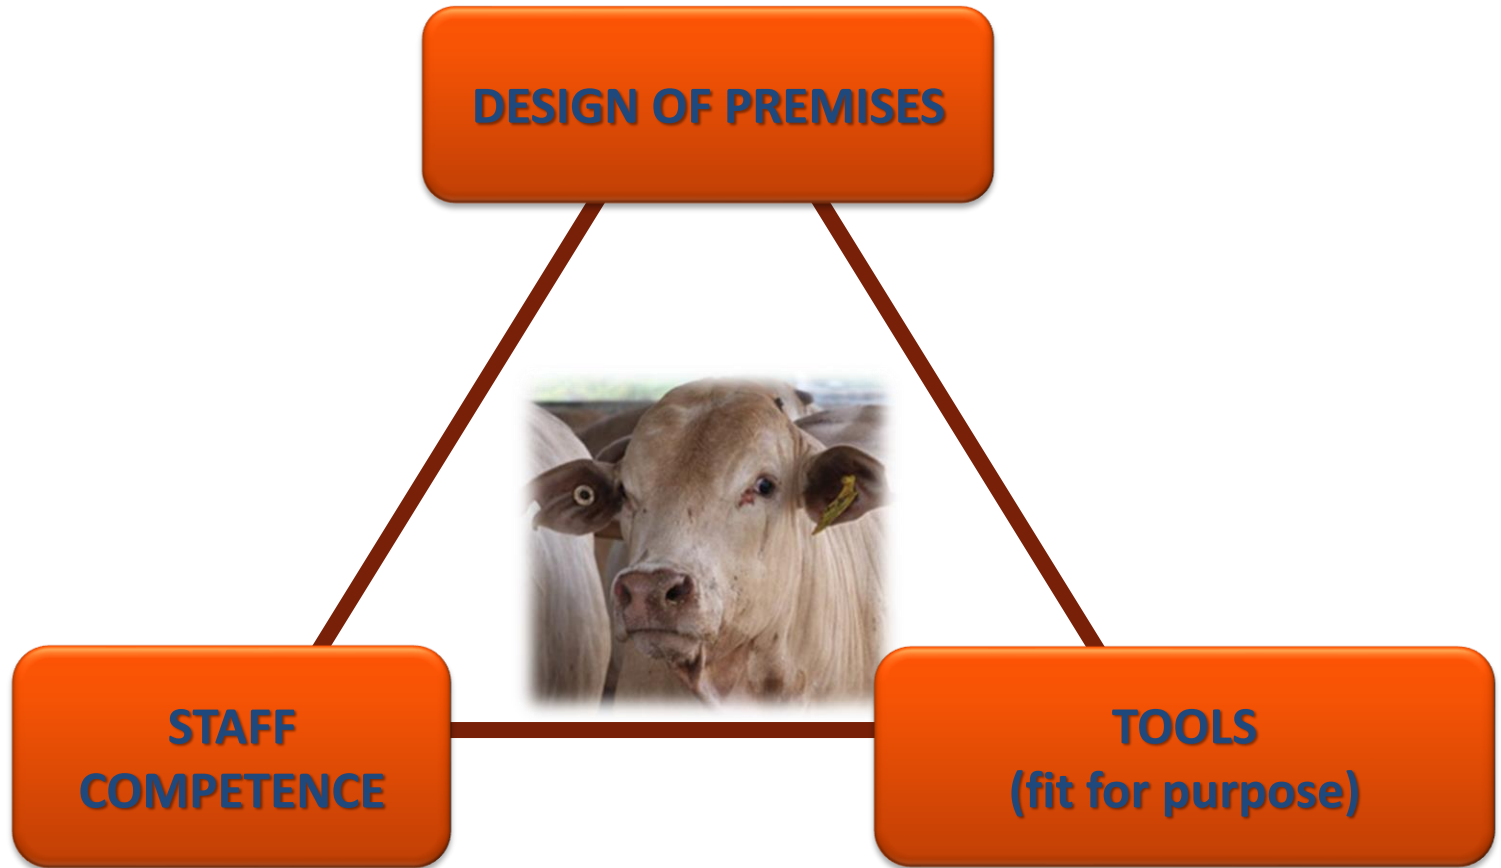 DESIGN OF PREMISES
STAFF
COMPETENCE
TOOLS
(fit for purpose)